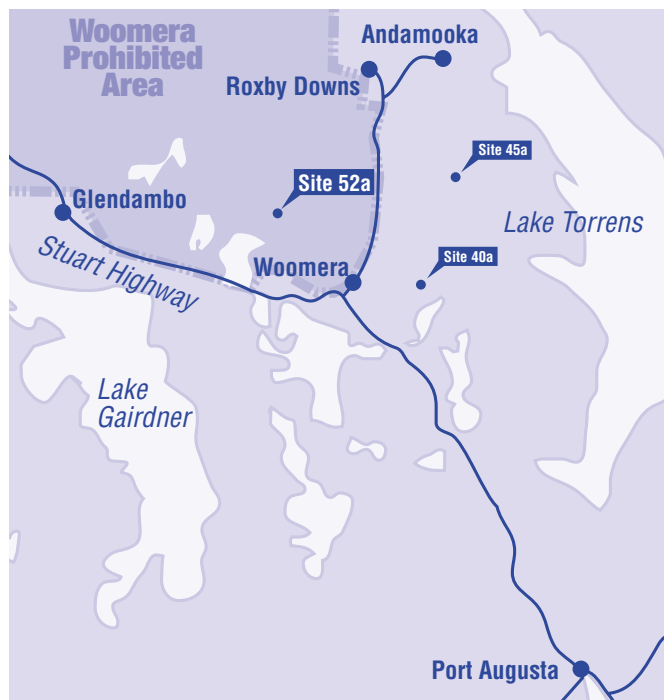 Woomera
Prohibited
Area
Andamooka
Roxby Downs
Site 45a
Site 52a
Glendambo
Lake Torrens
Stuart Highway
Woomera
Site 40a
Lake
Gairdner
Port Augusta